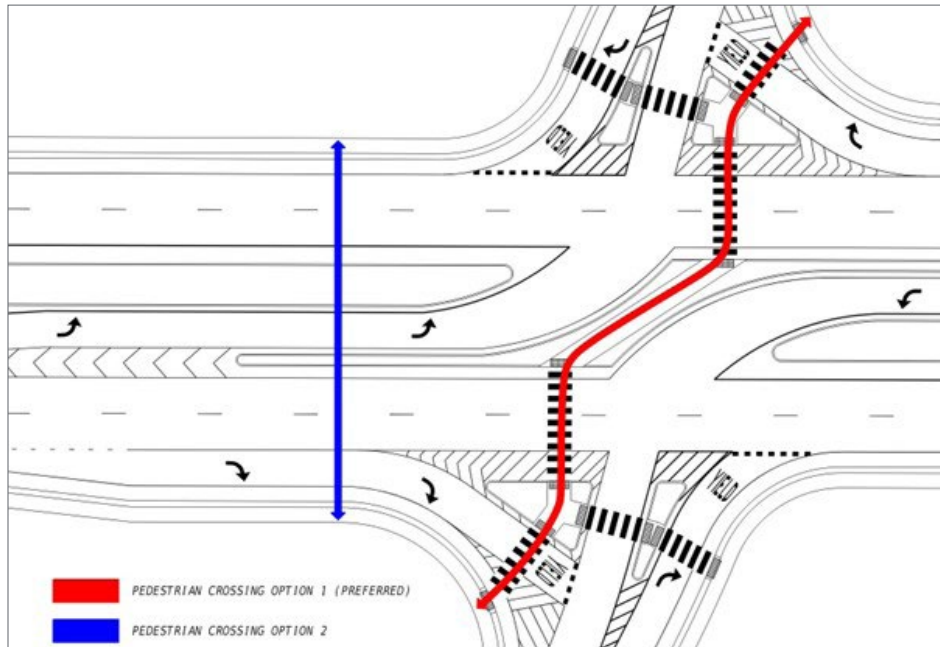 YIELD
YIELD
YIELD
YIELD
PEDESTRIAN CROSSING OPTION 1 (PREFERRED)
PEDESTRIAN CROSSING OPTION 2